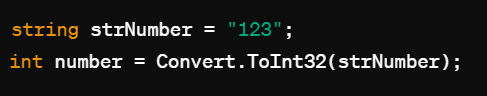 string strNumber = "123";
int number = Convert.ToInt32(strNumber);